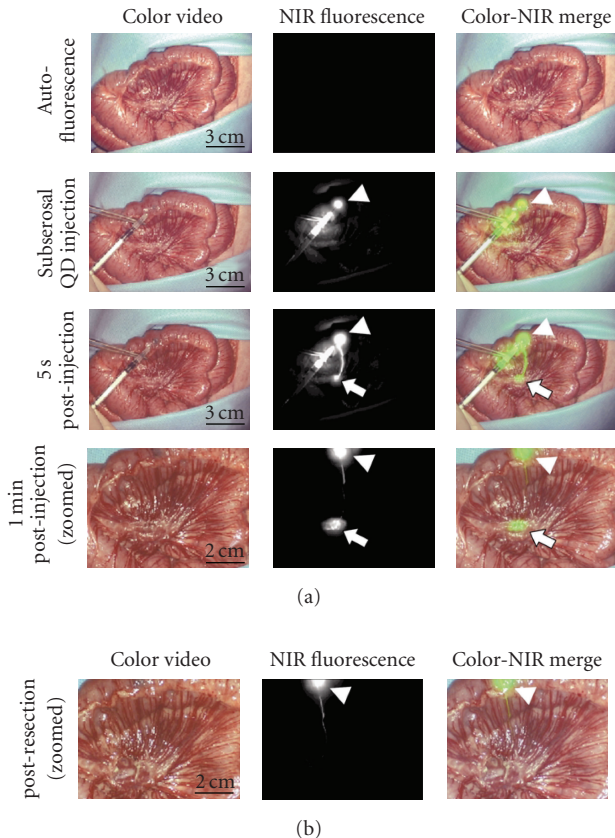 Color video NIR fluorescence Color-NIR merge
Auto-
fluorescence
3 cm
Subserosal
QD injection
3 cm
5 s
post-injection
3 cm
1 min
post-injection
(zoomed)
2 cm
(a)
Color video NIR fluorescence Color-NIR merge
post-resection
(zoomed)
2 cm
(b)